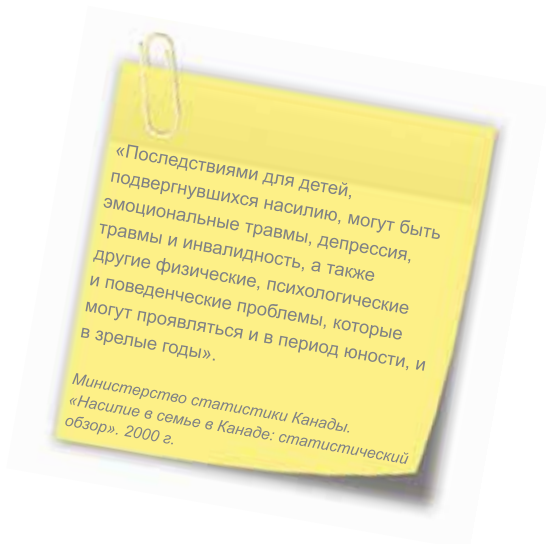 «Последствиями для детей,
подвергнувшихся насилию, могут быть
эмоциональные травмы, депрессия,
травмы и инвалидность, а также
другие физические, психологические
и поведенческие проблемы, которые
могут проявляться и в период юности, и
в зрелые годы».
Министерство статистики Канады.
«Насилие в семье в Канаде: статистический
обзор». 2000 г.